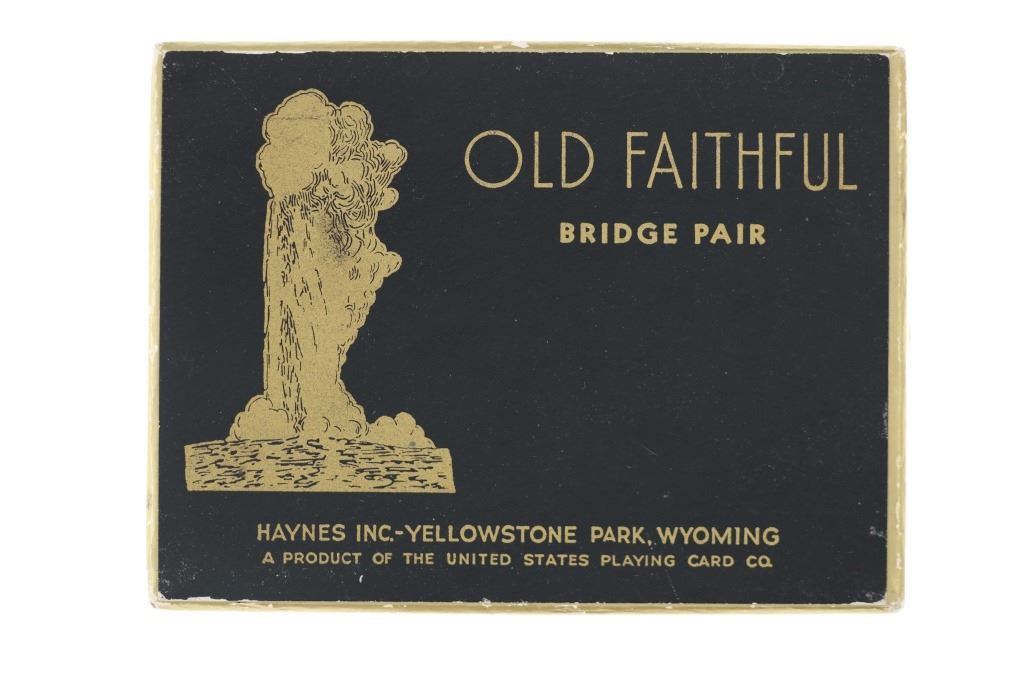 OLD FAITHFUL
BRIDGE PAIR
HAYNES INC.-YELLOWSTONE PARK, WYOMING
A PRODUCT OF THE UNITED STATES PLAYING CARD CO.